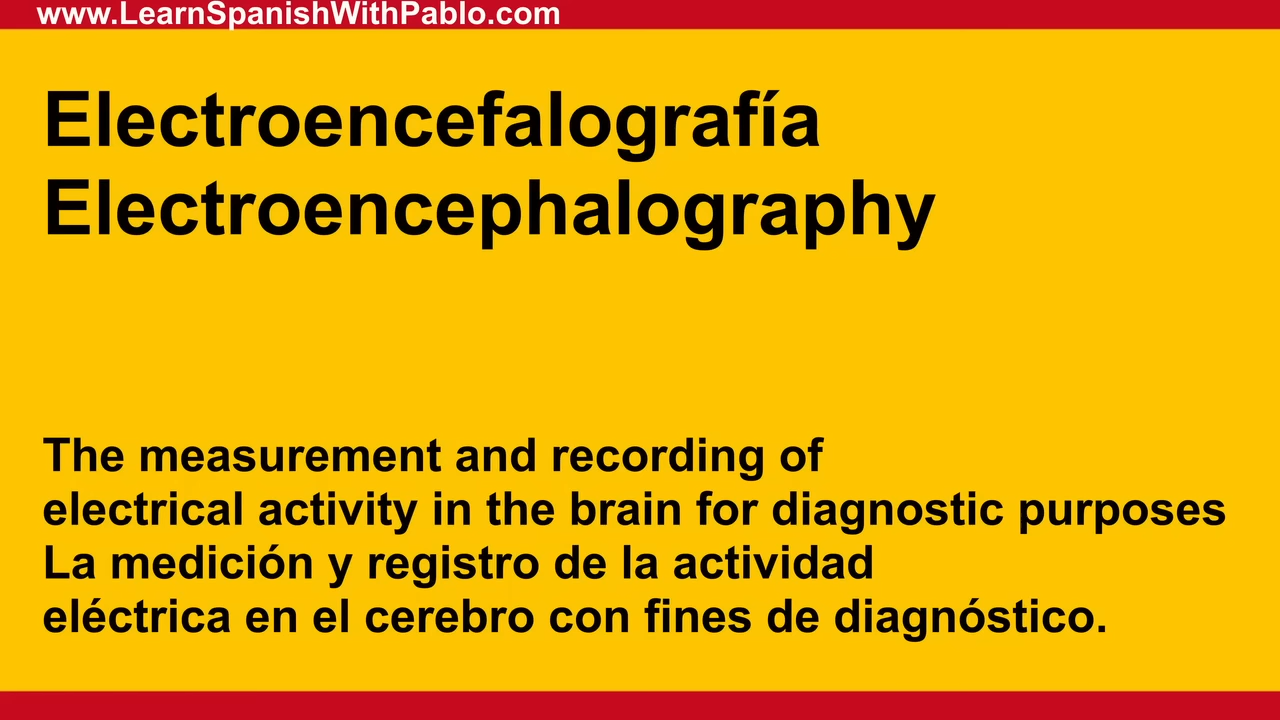 www.LearnSpanishWithPablo.com
Electroencefalografía
Electroencephalography
The measurement and recording of
electrical activity in the brain for diagnostic purposes
La medición y registro de la actividad
eléctrica en el cerebro con fines de diagnóstico.